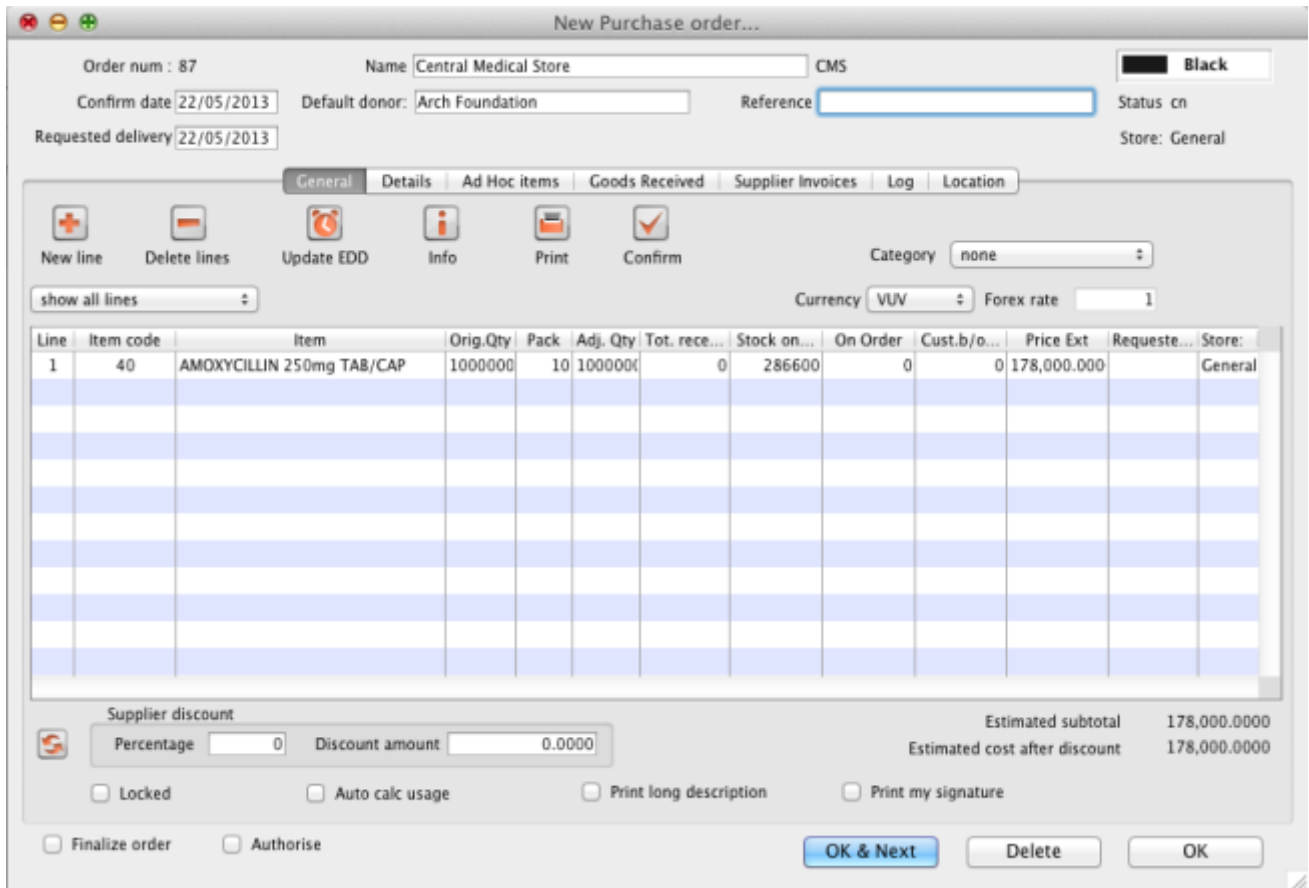 New Purchase order...
Order num : 87 Name Central Medical Store CMS Black
Confirm date 22/05/2013 Default donor: Arch Foundation Reference Status cn
Requested delivery 22/05/2013 Store: General
General Details Ad Hoc items Goods Received Supplier Invoices Log Location
New line Delete lines Update EDD Info Print Confirm Category none
show all lines Currency VUV Forex rate 1
Line Item code Item Orig.Qty Pack Adj. Qty Tot. rece... Stock on... On Order Cust.b/o... Price Ext Requeste... Store:
1 40 AMOXYCILLIN 250mg TAB/CAP 1000000 10 1000000 0 286600 0 0 178,000.000 General
Supplier discount
Estimated subtotal 178,000.0000
Percentage 0 Discount amount 0.0000
Estimated cost after discount 178,000.0000
Locked Auto calc usage Print long description Print my signature
Finalize order Authorise OK & Next Delete OK